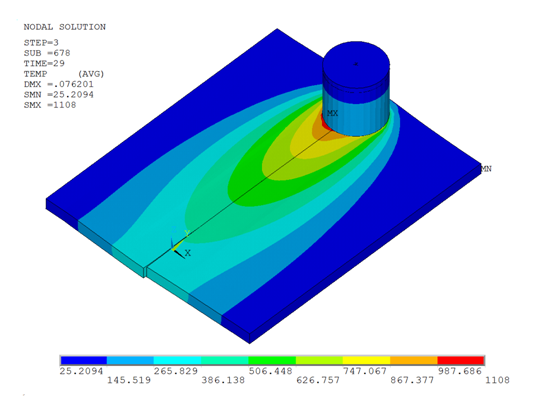 NODAL SOLUTION
STEP=3
SUB =678
TIME=29
TEMP (AVG)
DMX =.076201
SMN =25.2094
SMX =1108
MX
MN
Y
X
25.2094 265.829 506.448 747.067 987.686
145.519 386.138 626.757 867.377 1108